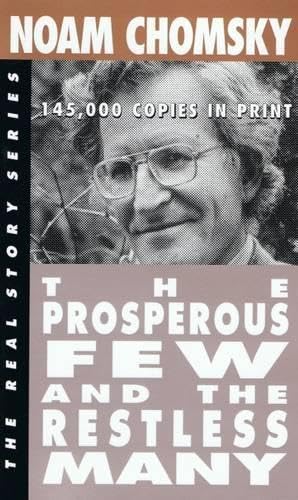 NOAM CHOMSKY
145,000 COPIES IN PRINT
THE REAL STORY SERIES
THE
PROSPEROUS
FEW
AND THE
RESTLESS
MANY